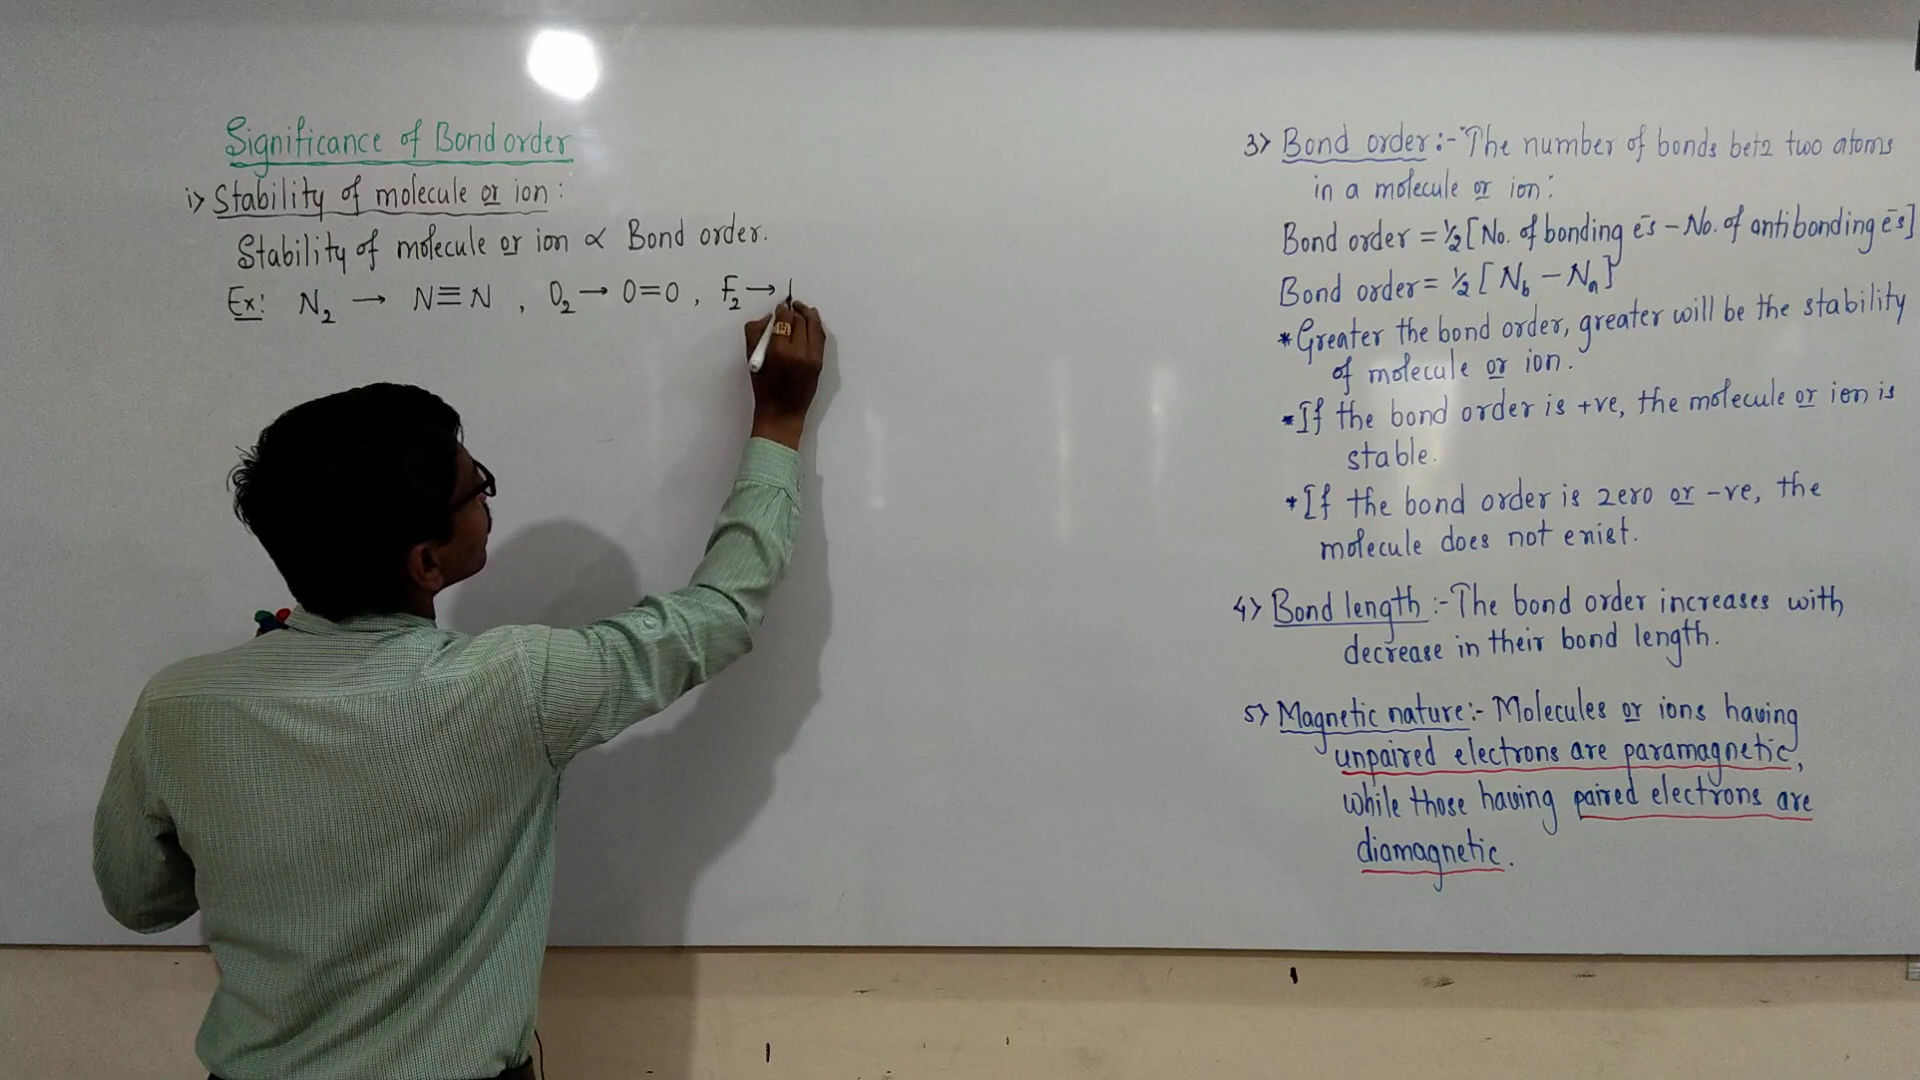 Significance of Bond order
i> Stability of molecule or ion :
Stability of molecule or ion ∝ Bond order.
Ex: N₂ → N≡N , O₂ → O=O , F₂ →
3> Bond order :- The number of bonds betⁿ two atoms
in a molecule or ion :
Bond order = ½ [No. of bonding ēs – No. of antibonding ēs]
Bond order = ½ [ N_b – N_a ]
* Greater the bond order, greater will be the stability
of molecule or ion.
* If the bond order is +ve, the molecule or ion is
stable.
* If the bond order is zero or -ve, the
molecule does not exist.
4> Bond length :- The bond order increases with
decrease in their bond length.
5> Magnetic nature :- Molecules or ions having
unpaired electrons are paramagnetic,
while those having paired electrons are
diamagnetic.